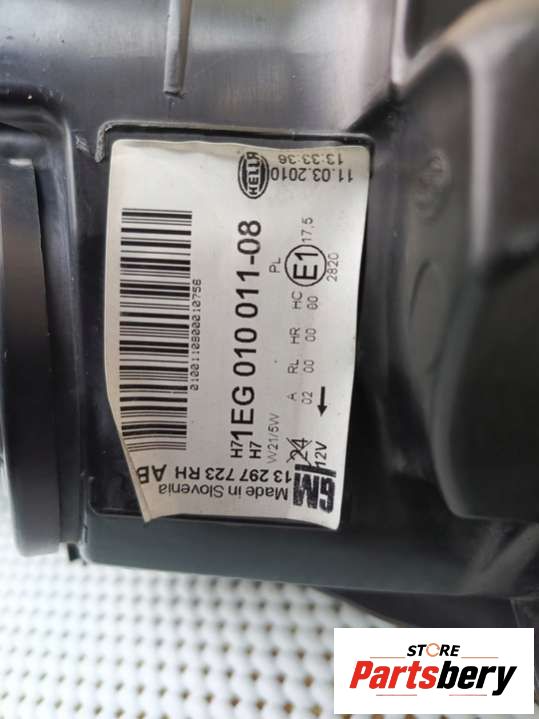 Made in Slovenia
GM 13 297 723 RH AB
24
12V
H7
H7
W21/5W
1EG 010 011-08
PL
A RL HR HC
02 00 00 00
E1
17,5
2820
HELLA
11.03.2010
13:33:36
STORE
Partsbery